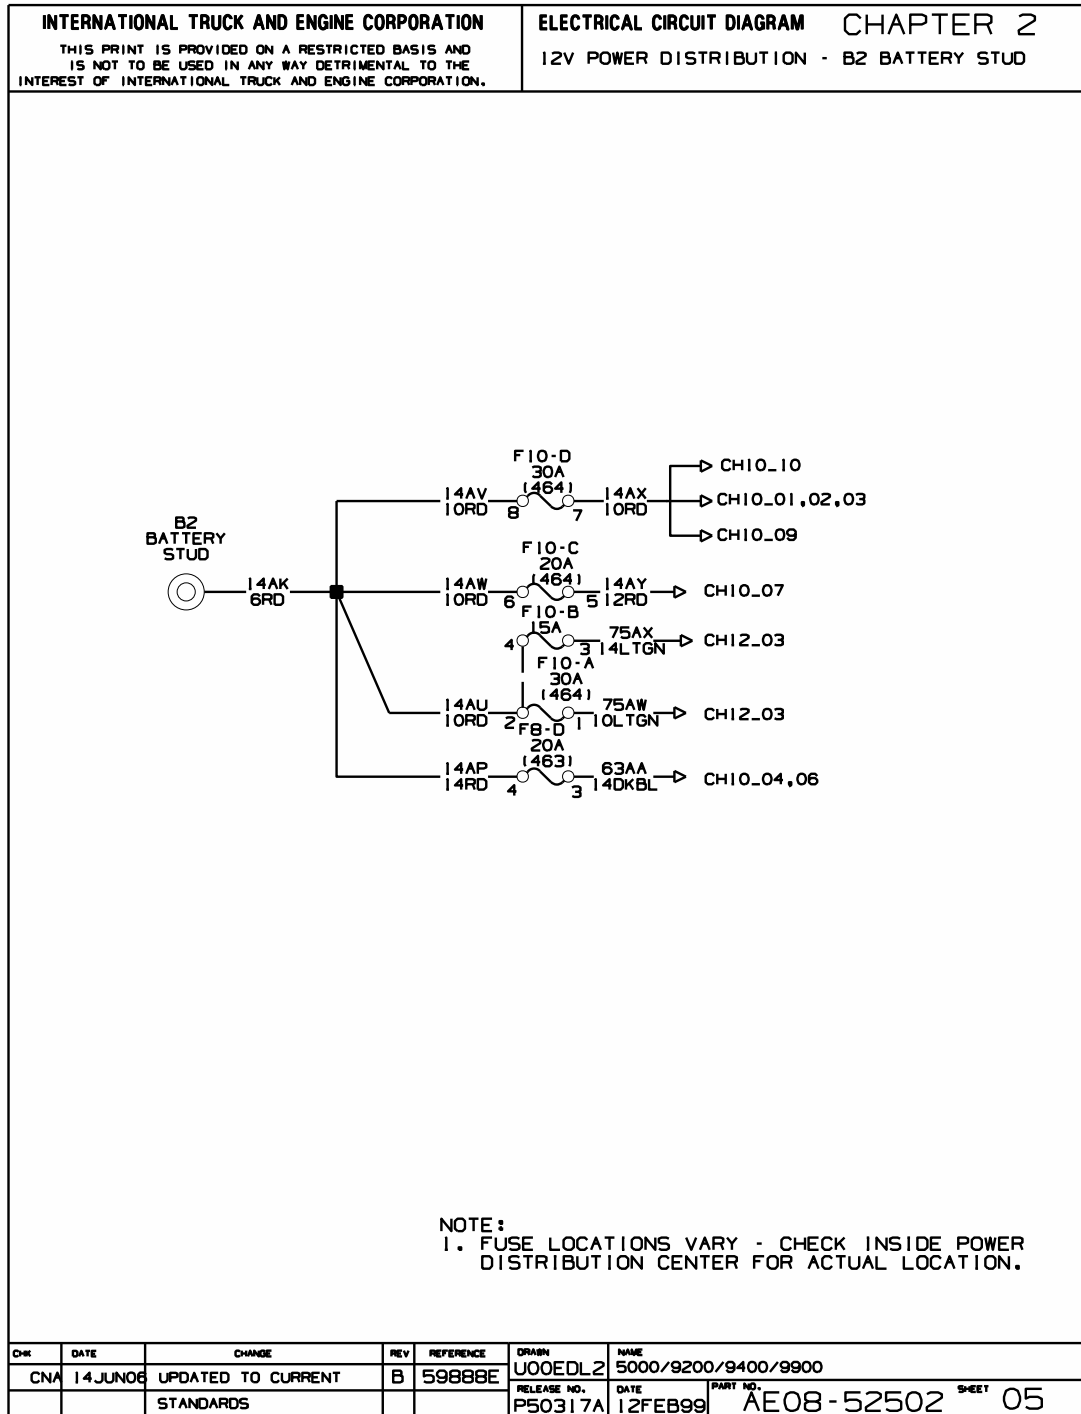 INTERNATIONAL TRUCK AND ENGINE CORPORATION
THIS PRINT IS PROVIDED ON A RESTRICTED BASIS AND
IS NOT TO BE USED IN ANY WAY DETRIMENTAL TO THE
INTEREST OF INTERNATIONAL TRUCK AND ENGINE CORPORATION.
ELECTRICAL CIRCUIT DIAGRAM CHAPTER 2
12V POWER DISTRIBUTION - B2 BATTERY STUD
B2
BATTERY
STUD
14AK
6RD
F10-D
30A
(464)
14AV
10RD
8
7
14AX
10RD
CH10_10
CH10_01,02,03
CH10_09
F10-C
20A
(464)
14AW
10RD
6
5
14AY
12RD
CH10_07
F10-B
15A
4
3
75AX
14LTGN
CH12_03
F10-A
30A
(464)
14AU
10RD
2
1
75AW
10LTGN
CH12_03
F8-D
20A
(463)
14AP
14RD
4
3
63AA
14DKBL
CH10_04,06
NOTE:
1. FUSE LOCATIONS VARY - CHECK INSIDE POWER
DISTRIBUTION CENTER FOR ACTUAL LOCATION.
CHK DATE CHANGE REV REFERENCE
CNA 14JUN06 UPDATED TO CURRENT B 59888E
STANDARDS
DRAWN
U00EDL2
NAME
5000/9200/9400/9900
RELEASE NO.
P50317A
DATE
12FEB99
PART NO.
AE08-52502
SHEET 05